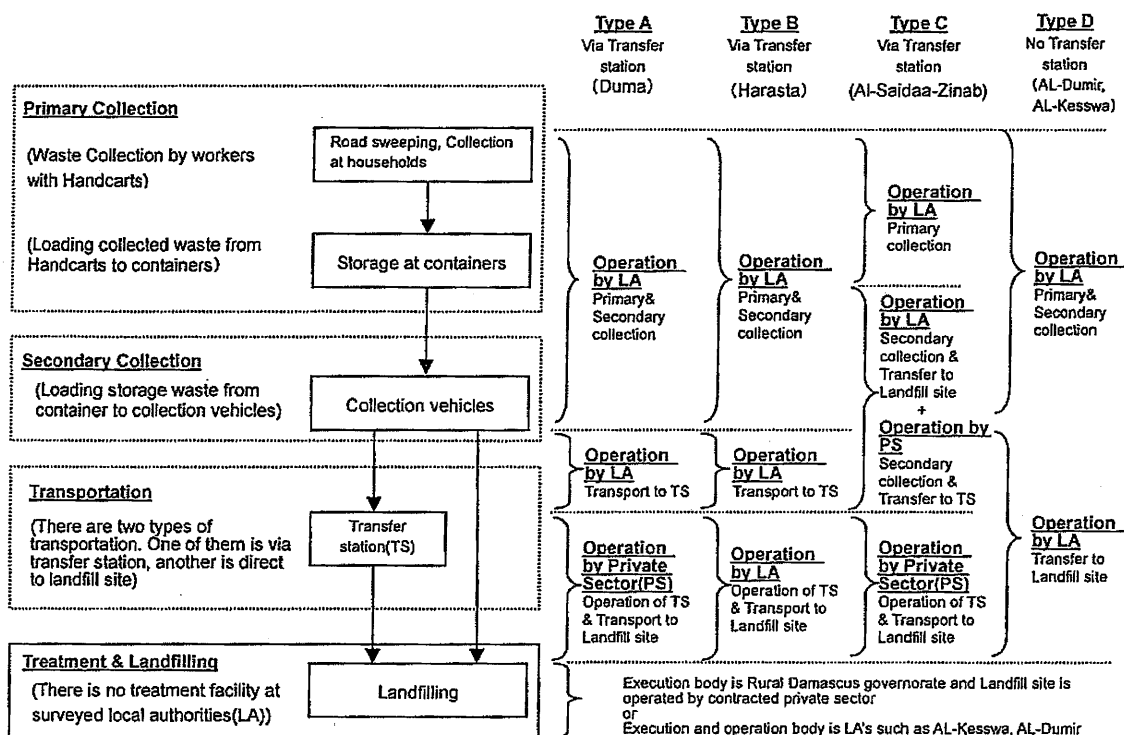 Type A
Via Transfer
station
(Duma)
Type B
Via Transfer
station
(Harasta)
Type C
Via Transfer
station
(Al-Saidaa-Zinab)
Type D
No Transfer
station
(AL-Dumir,
AL-Kesswa)
Primary Collection
(Waste Collection by workers
with Handcarts)
Road sweeping, Collection
at households
(Loading collected waste from
Handcarts to containers)
Storage at containers
Secondary Collection
(Loading storage waste from
container to collection vehicles)
Collection vehicles
Transportation
(There are two types of
transportation. One of them is via
transfer station, another is direct
to landfill site)
Transfer
station(TS)
Treatment & Landfilling
(There is no treatment facility at
surveyed local authorities(LA))
Landfilling
Operation
by LA
Primary&
Secondary
collection
Operation
by LA
Transport to TS
Operation
by Private
Sector(PS)
Operation of TS
& Transport to
Landfill site
Operation
by LA
Primary&
Secondary
collection
Operation
by LA
Transport to TS
Operation
by LA
Operation of TS
& Transport to
Landfill site
Operation
by LA
Primary
collection
Operation
by LA
Secondary
collection &
Transfer to
Landfill site
+
Operation by
PS
Secondary
collection &
Transfer to TS
Operation
by Private
Sector(PS)
Operation of TS
& Transport to
Landfill site
Operation
by LA
Primary&
Secondary
collection
Operation
by LA
Transfer to
Landfill site
Execution body is Rural Damascus governorate and Landfill site is
operated by contracted private sector
or
Execution and operation body is LA's such as AL-Kesswa, AL-Dumir